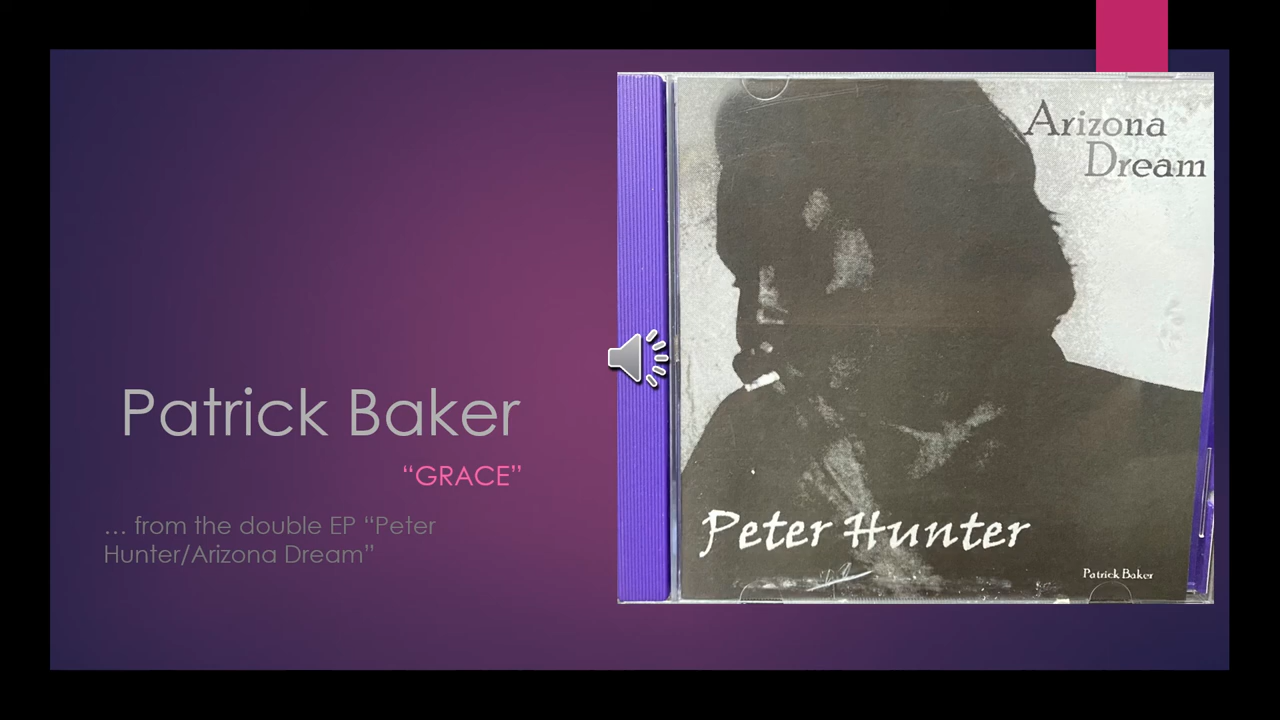 Patrick Baker
“GRACE”
… from the double EP “Peter
Hunter/Arizona Dream”
Arizona
Dream
Peter Hunter
Patrick Baker